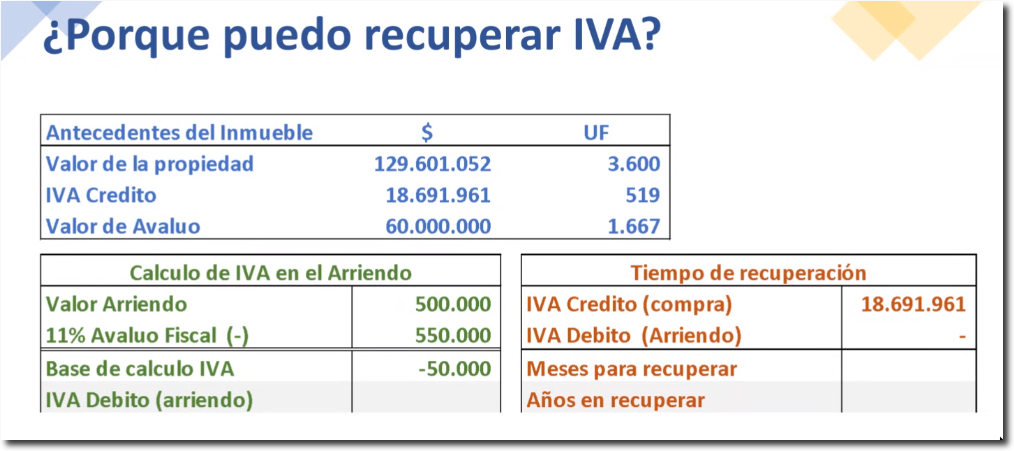 ¿Porque puedo recuperar IVA?
Antecedentes del Inmueble $ UF
Valor de la propiedad 129.601.052 3.600
IVA Credito 18.691.961 519
Valor de Avaluo 60.000.000 1.667
Calculo de IVA en el Arriendo
Valor Arriendo 500.000
11% Avaluo Fiscal (-) 550.000
Base de calculo IVA -50.000
IVA Debito (arriendo)
Tiempo de recuperación
IVA Credito (compra) 18.691.961
IVA Debito (Arriendo) -
Meses para recuperar
Años en recuperar